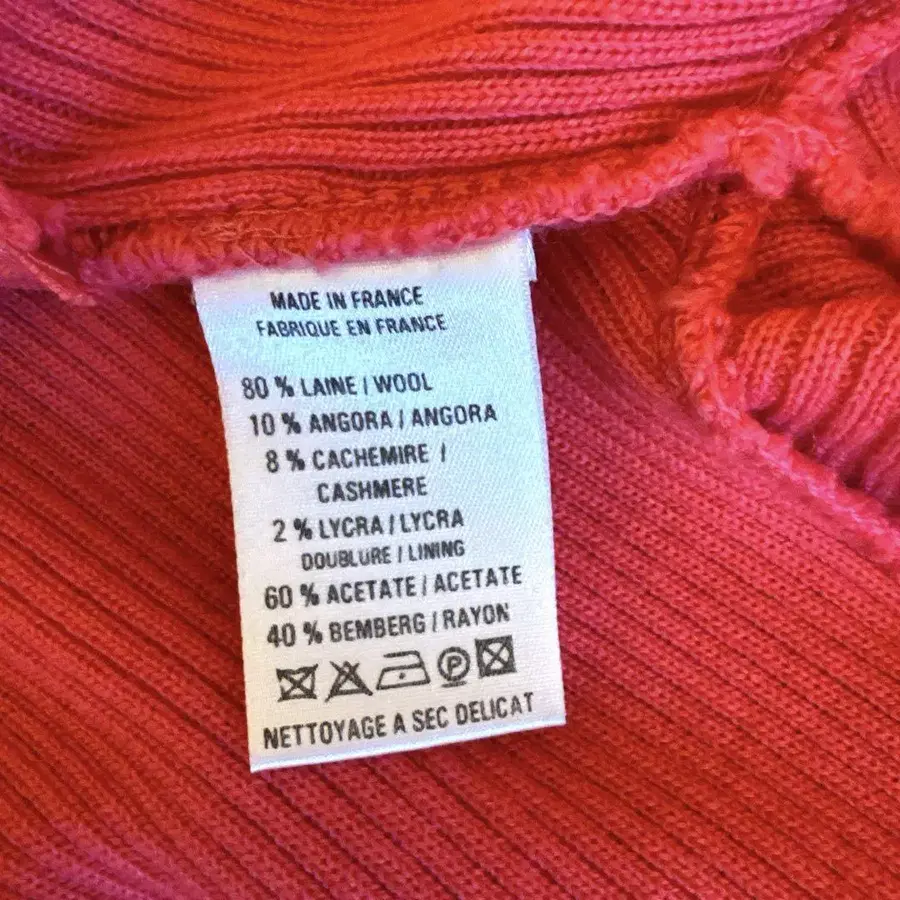 MADE IN FRANCE
FABRIQUE EN FRANCE
80 % LAINE / WOOL
10 % ANGORA / ANGORA
8 % CACHEMIRE /
CASHMERE
2 % LYCRA / LYCRA
DOUBLURE / LINING
60 % ACETATE / ACETATE
40 % BEMBERG / RAYON
P
NETTOYAGE A SEC DELICAT